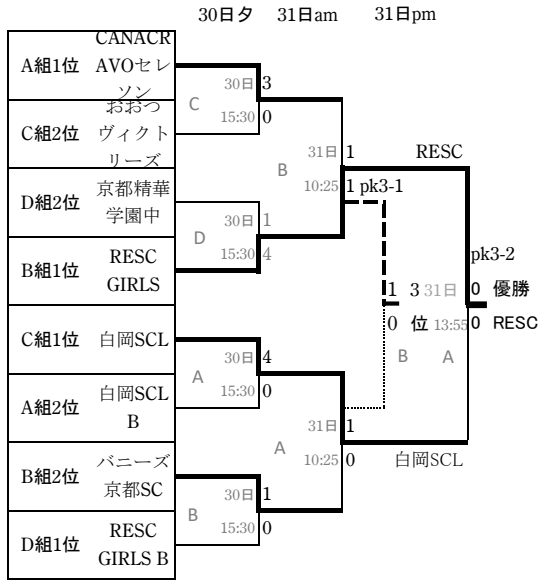 30日夕 31日am 31日pm
A組1位 CANACR
AVOセレ
ソン
C組2位 おおつ
ヴィクト
リーズ
D組2位 京都精華
学園中
B組1位 RESC
GIRLS
C組1位 白岡SCL
A組2位 白岡SCL
B
B組2位 バニーズ
京都SC
D組1位 RESC
GIRLS B
30日 3
C 15:30 0
30日 1
D 15:30 4
30日 4
A 15:30 0
30日 1
B 15:30 0
31日 1
B 10:25 1 pk3-1
31日 1
A 10:25 0
RESC
白岡SCL
1 3
0 位
B
pk3-2
31日 0 優勝
13:55 0 RESC
A